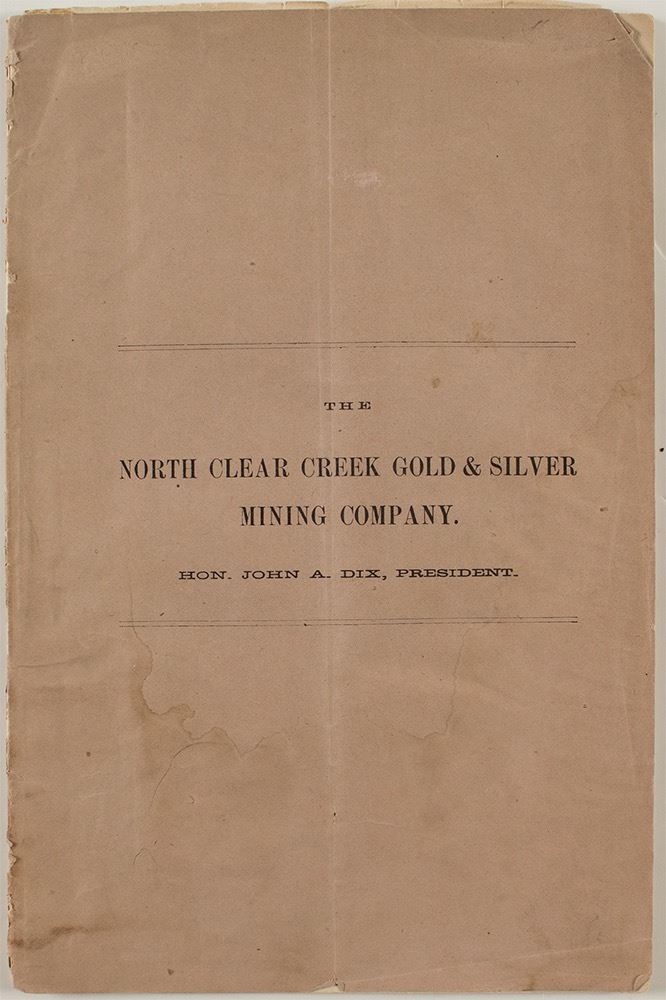 THE
NORTH CLEAR CREEK GOLD & SILVER
MINING COMPANY.
HON. JOHN A. DIX, PRESIDENT.